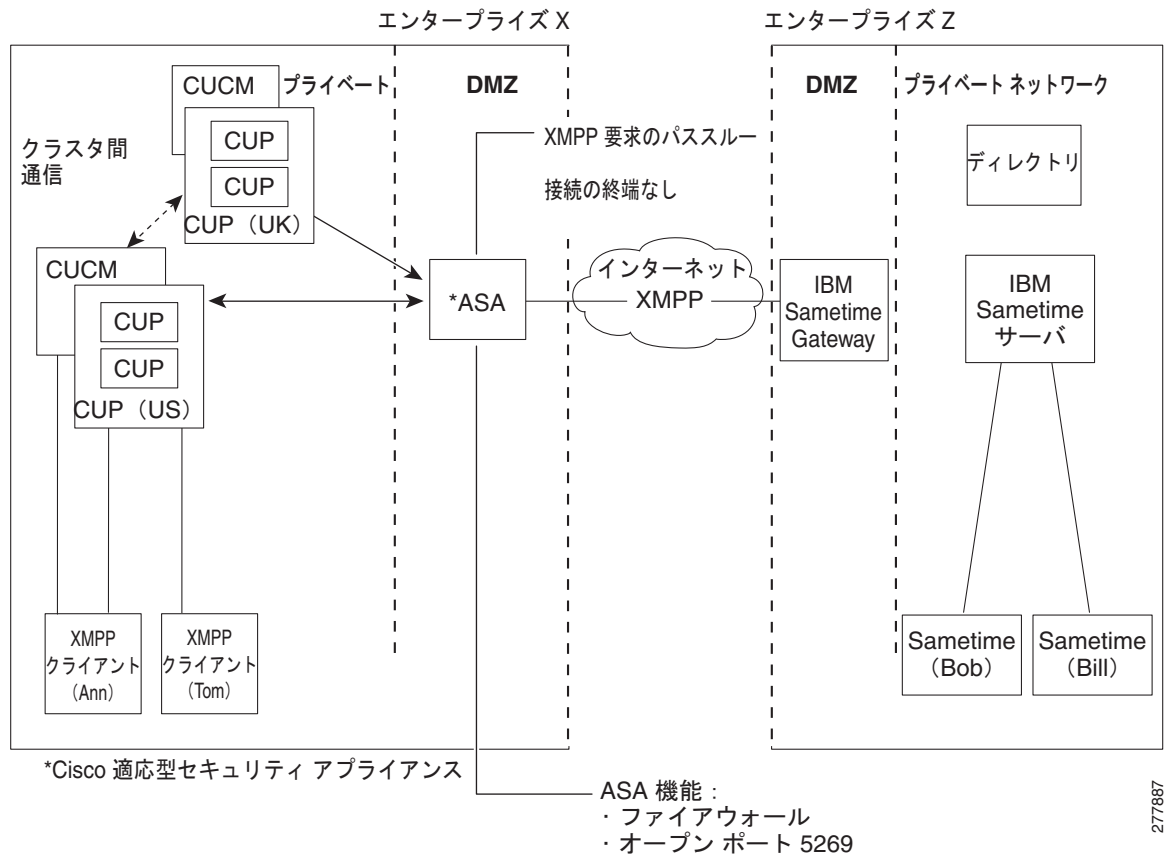 エンタープライズ X
エンタープライズ Z
CUCM
プライベート
DMZ
DMZ
プライベート ネットワーク
クラスタ間
通信
CUP
CUP
CUP（UK）
XMPP 要求のパススルー
接続の終端なし
ディレクトリ
CUCM
CUP
CUP
CUP（US）
*ASA
インターネット
XMPP
IBM
Sametime
Gateway
IBM
Sametime
サーバ
XMPP
クライアント
（Ann）
XMPP
クライアント
（Tom）
Sametime
（Bob）
Sametime
（Bill）
*Cisco 適応型セキュリティ アプライアンス
ASA 機能：
・ファイアウォール
・オープン ポート 5269
277887